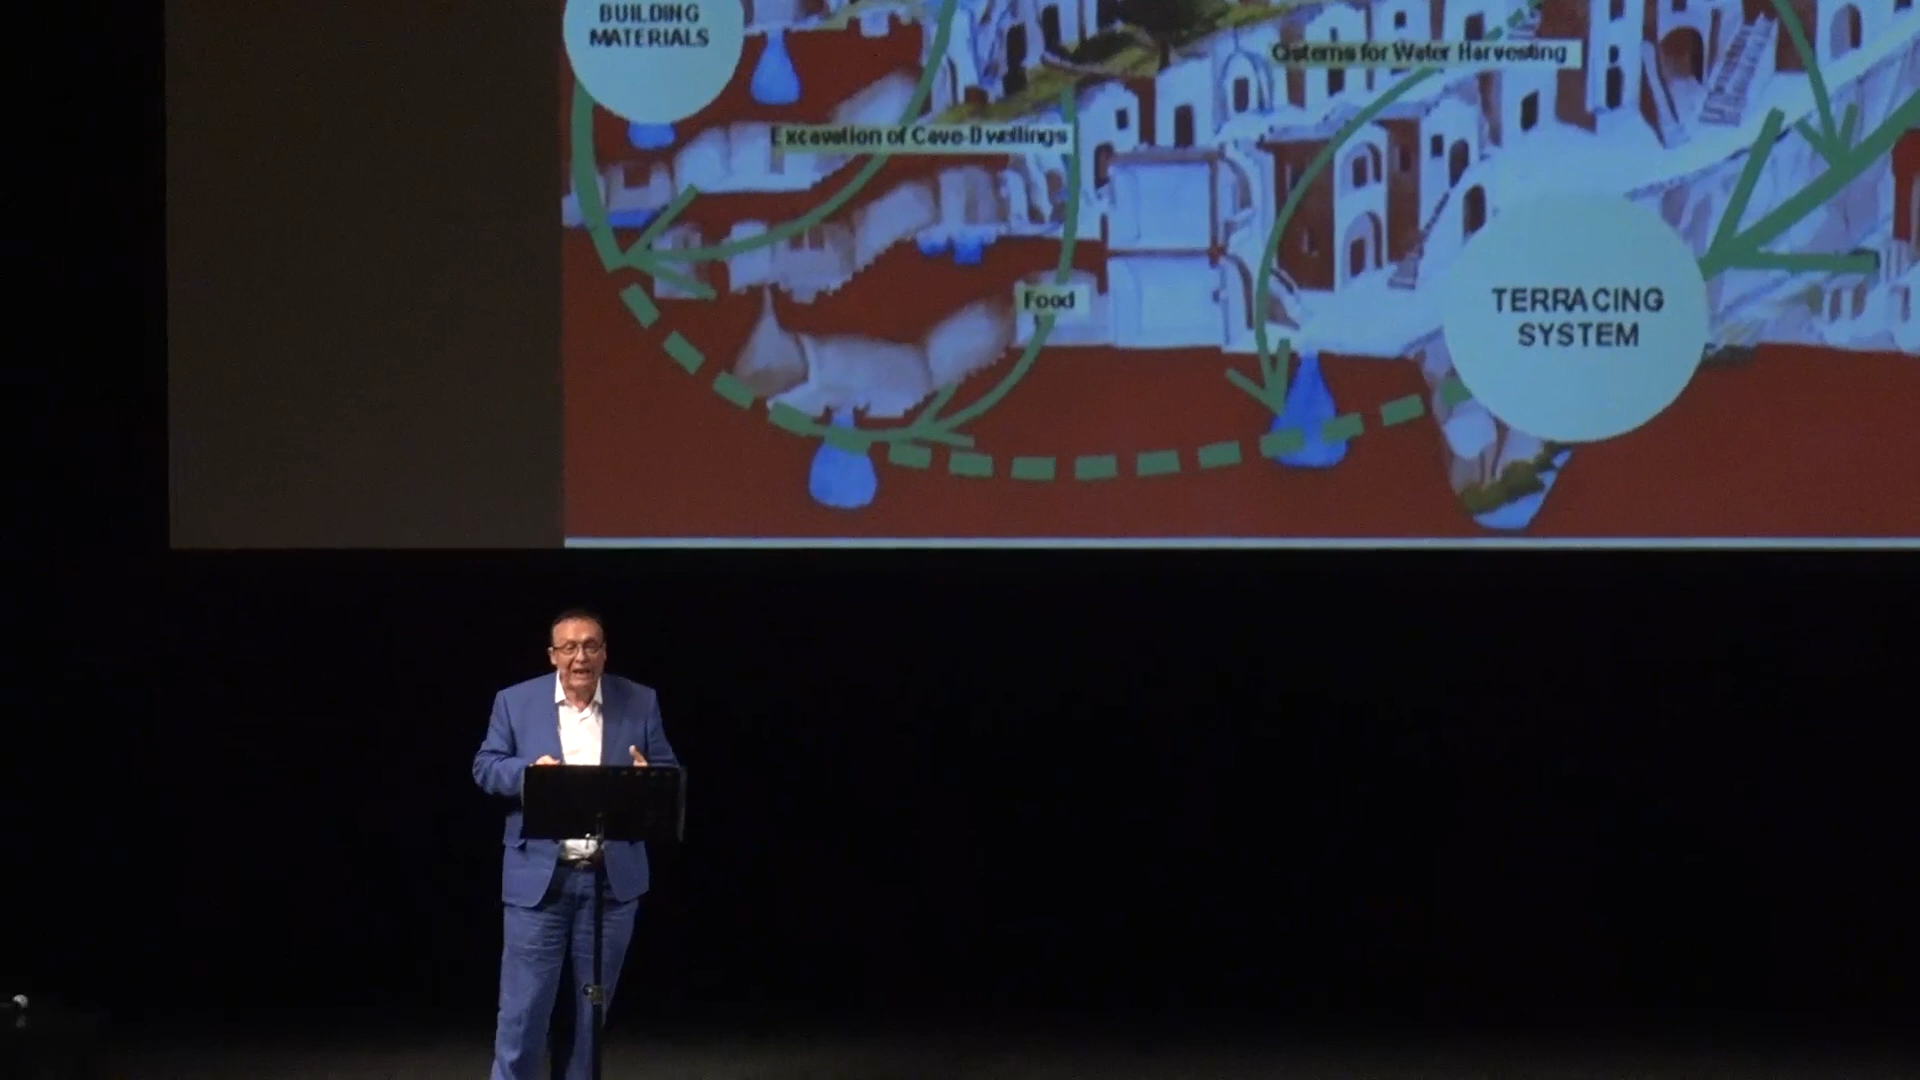 BUILDING
MATERIALS
Cisterns for Water Harvesting
Excavation of Cave-Dwellings
Food
TERRACING
SYSTEM